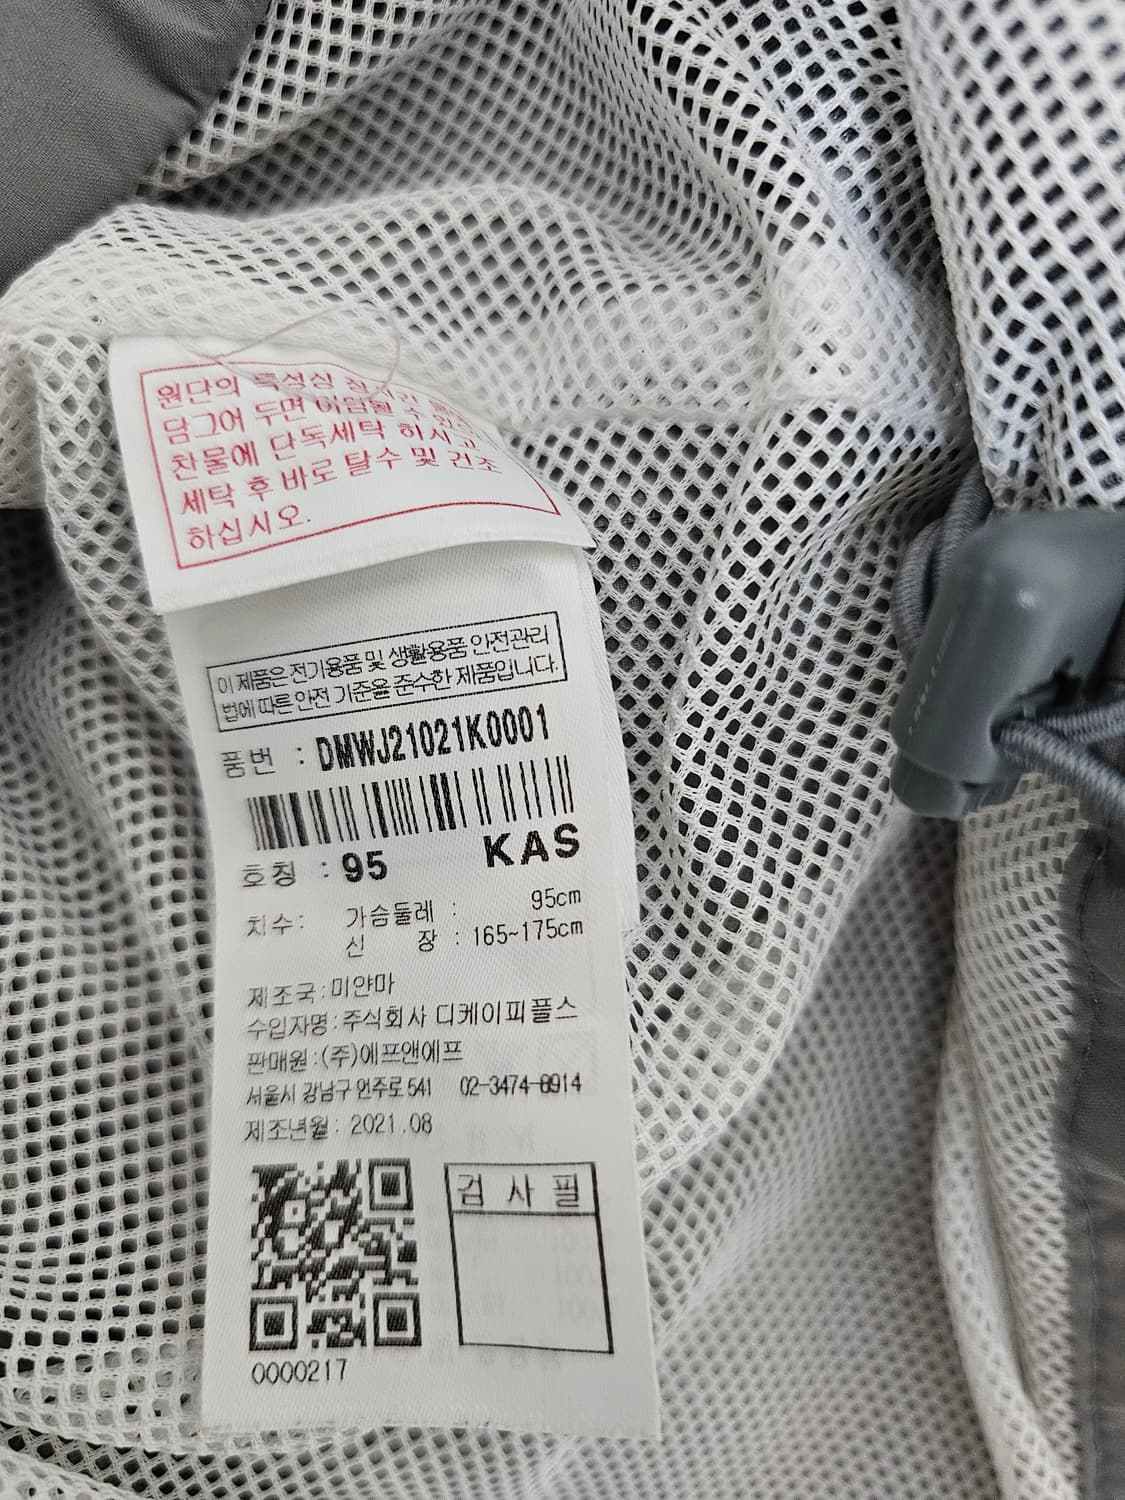 원단의 특성상 장시간
담그어 두면 이염될 수 있으
찬물에 단독세탁 하시고
세탁 후 바로 탈수 및 건조
하십시오.
이 제품은 전기용품 및 생활용품 안전관리
법에 따른 안전 기준을 준수한 제품입니다.
품번 : DMWJ21021K0001
호칭 : 95 KAS
치수: 가슴둘레 : 95cm
신 장 : 165~175cm
제조국:미얀마
수입자명:주식회사 디케이피플스
판매원:(주)에프앤에프
서울시 강남구 언주로 541 02-3474-8914
제조년월: 2021.08
검 사 필
0000217